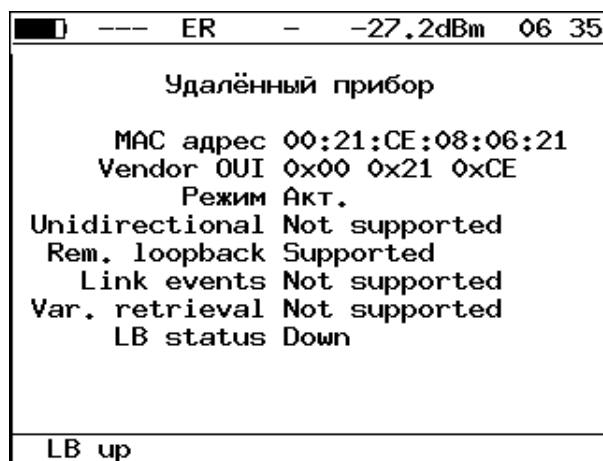 --- ER - -27.2dBm 06 35
Удалённый прибор
MAC адрес 00:21:CE:08:06:21
Vendor OUI 0x00 0x21 0xCE
Режим Акт.
Unidirectional Not supported
Rem. loopback Supported
Link events Not supported
Var. retrieval Not supported
LB status Down
LB up